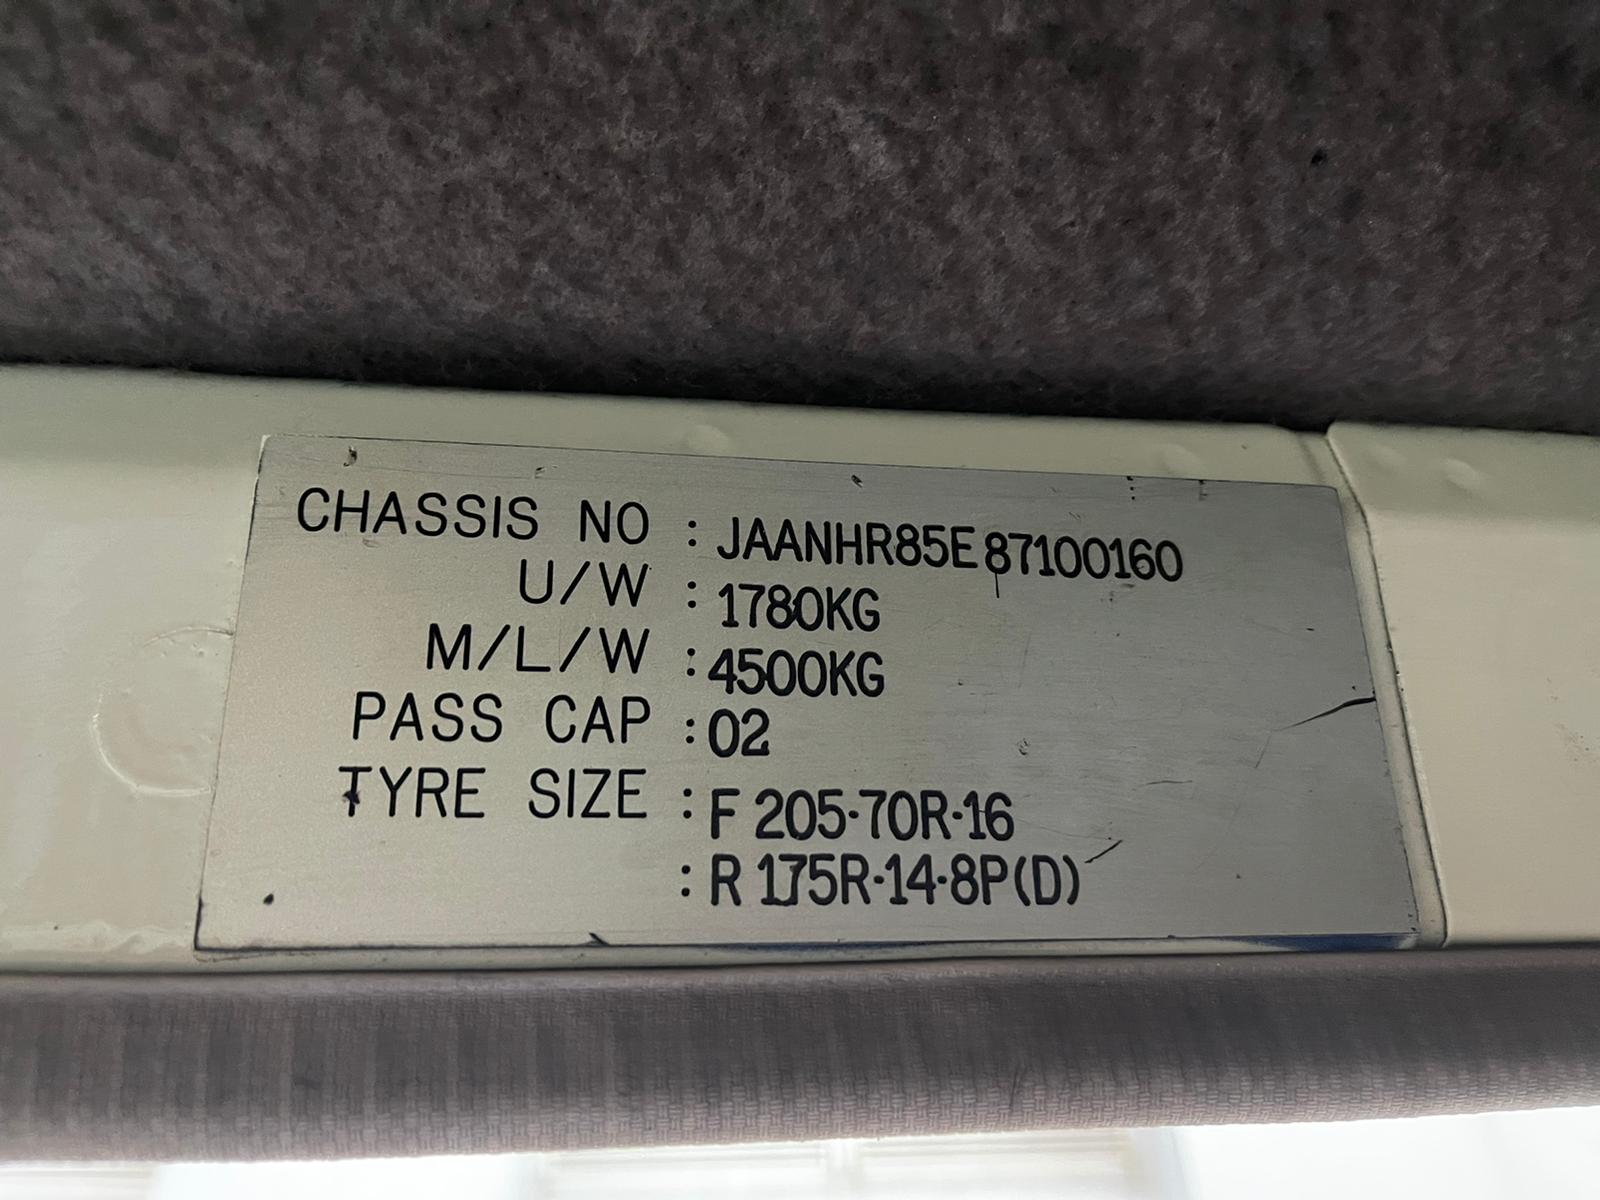 CHASSIS NO : JAANHR85E87100160
U/W : 1780KG
M/L/W : 4500KG
PASS CAP : 02
TYRE SIZE : F 205-70R-16
: R 175R-14-8P(D)